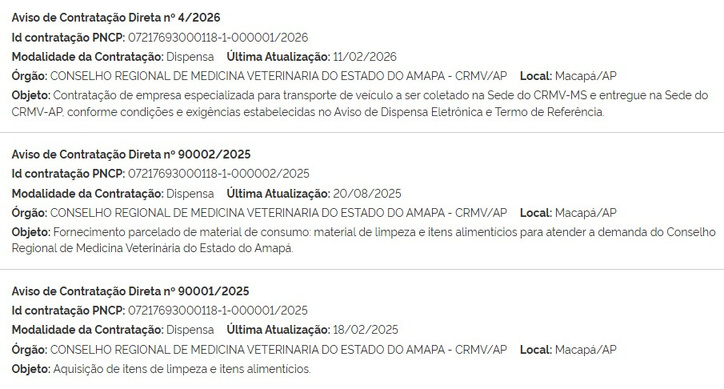 Aviso de Contratação Direta nº 4/2026
Id contratação PNCP: 07217693000118-1-000001/2026
Modalidade da Contratação: Dispensa Última Atualização: 11/02/2026
Órgão: CONSELHO REGIONAL DE MEDICINA VETERINARIA DO ESTADO DO AMAPA - CRMV/AP Local: Macapá/AP
Objeto: Contratação de empresa especializada para transporte de veículo a ser coletado na Sede do CRMV-MS e entregue na Sede do
CRMV-AP, conforme condições e exigências estabelecidas no Aviso de Dispensa Eletrônica e Termo de Referência.
Aviso de Contratação Direta nº 90002/2025
Id contratação PNCP: 07217693000118-1-000002/2025
Modalidade da Contratação: Dispensa Última Atualização: 20/08/2025
Órgão: CONSELHO REGIONAL DE MEDICINA VETERINARIA DO ESTADO DO AMAPA - CRMV/AP Local: Macapá/AP
Objeto: Fornecimento parcelado de material de consumo: material de limpeza e itens alimentícios para atender a demanda do Conselho
Regional de Medicina Veterinária do Estado do Amapá.
Aviso de Contratação Direta nº 90001/2025
Id contratação PNCP: 07217693000118-1-000001/2025
Modalidade da Contratação: Dispensa Última Atualização: 18/02/2025
Órgão: CONSELHO REGIONAL DE MEDICINA VETERINARIA DO ESTADO DO AMAPA - CRMV/AP Local: Macapá/AP
Objeto: Aquisição de itens de limpeza e itens alimentícios.